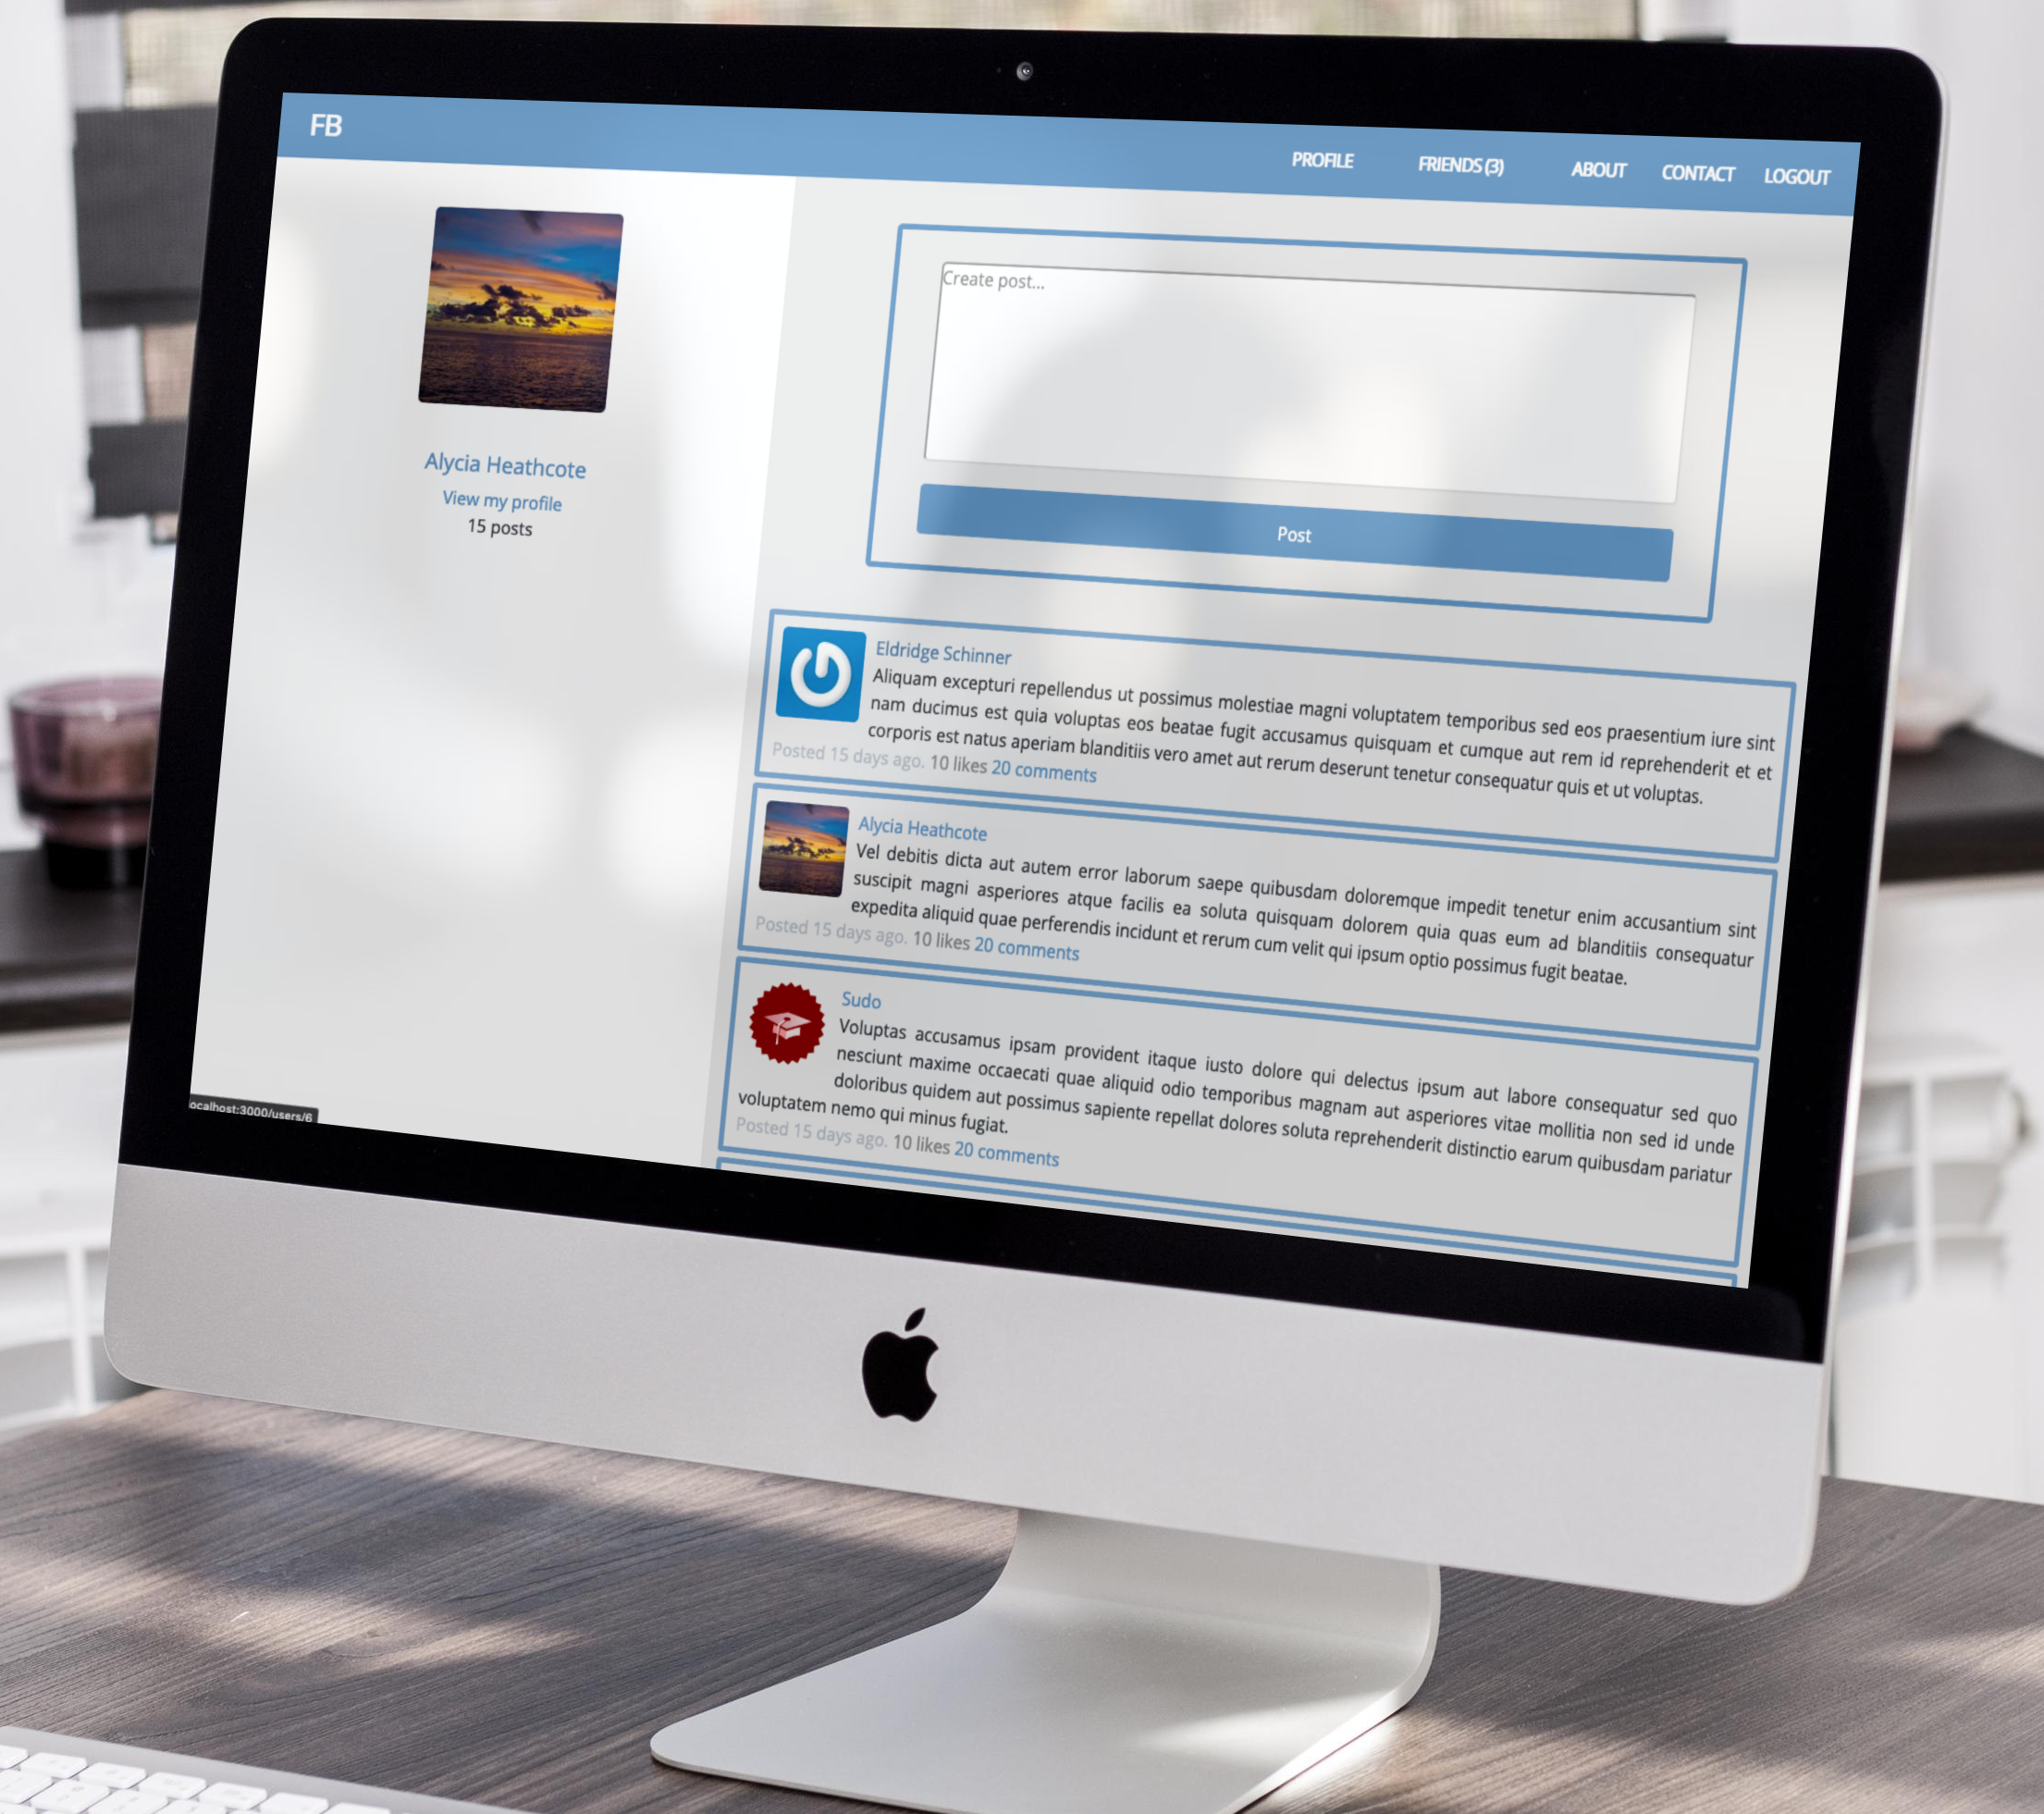 FB
PROFILE
FRIENDS (3)
ABOUT
CONTACT
LOGOUT
Alycia Heathcote
View my profile
15 posts
Create post...
Post
Eldridge Schinner
Aliquam excepturi repellendus ut possimus molestiae magni voluptatem temporibus sed eos praesentium iure sint
nam ducimus est quia voluptas eos beatae fugit accusamus quisquam et cumque aut rem id reprehenderit et et
corporis est natus aperiam blanditiis vero amet aut rerum deserunt tenetur consequatur quis et ut voluptas.
Posted 15 days ago. 10 likes 20 comments
Alycia Heathcote
Vel debitis dicta aut autem error laborum saepe quibusdam doloremque impedit tenetur enim accusantium sint
suscipit magni asperiores atque facilis ea soluta quisquam dolorem quia quas eum ad blanditiis consequatur
expedita aliquid quae perferendis incidunt et rerum cum velit qui ipsum optio possimus fugit beatae.
Posted 15 days ago. 10 likes 20 comments
Sudo
Voluptas accusamus ipsam provident itaque iusto dolore qui delectus ipsum aut labore consequatur sed quo
nesciunt maxime occaecati quae aliquid odio temporibus magnam aut asperiores vitae mollitia non sed id unde
doloribus quidem aut possimus sapiente repellat dolores soluta reprehenderit distinctio earum quibusdam pariatur
voluptatem nemo qui minus fugiat.
Posted 15 days ago. 10 likes 20 comments
ocalhost:3000/users/6